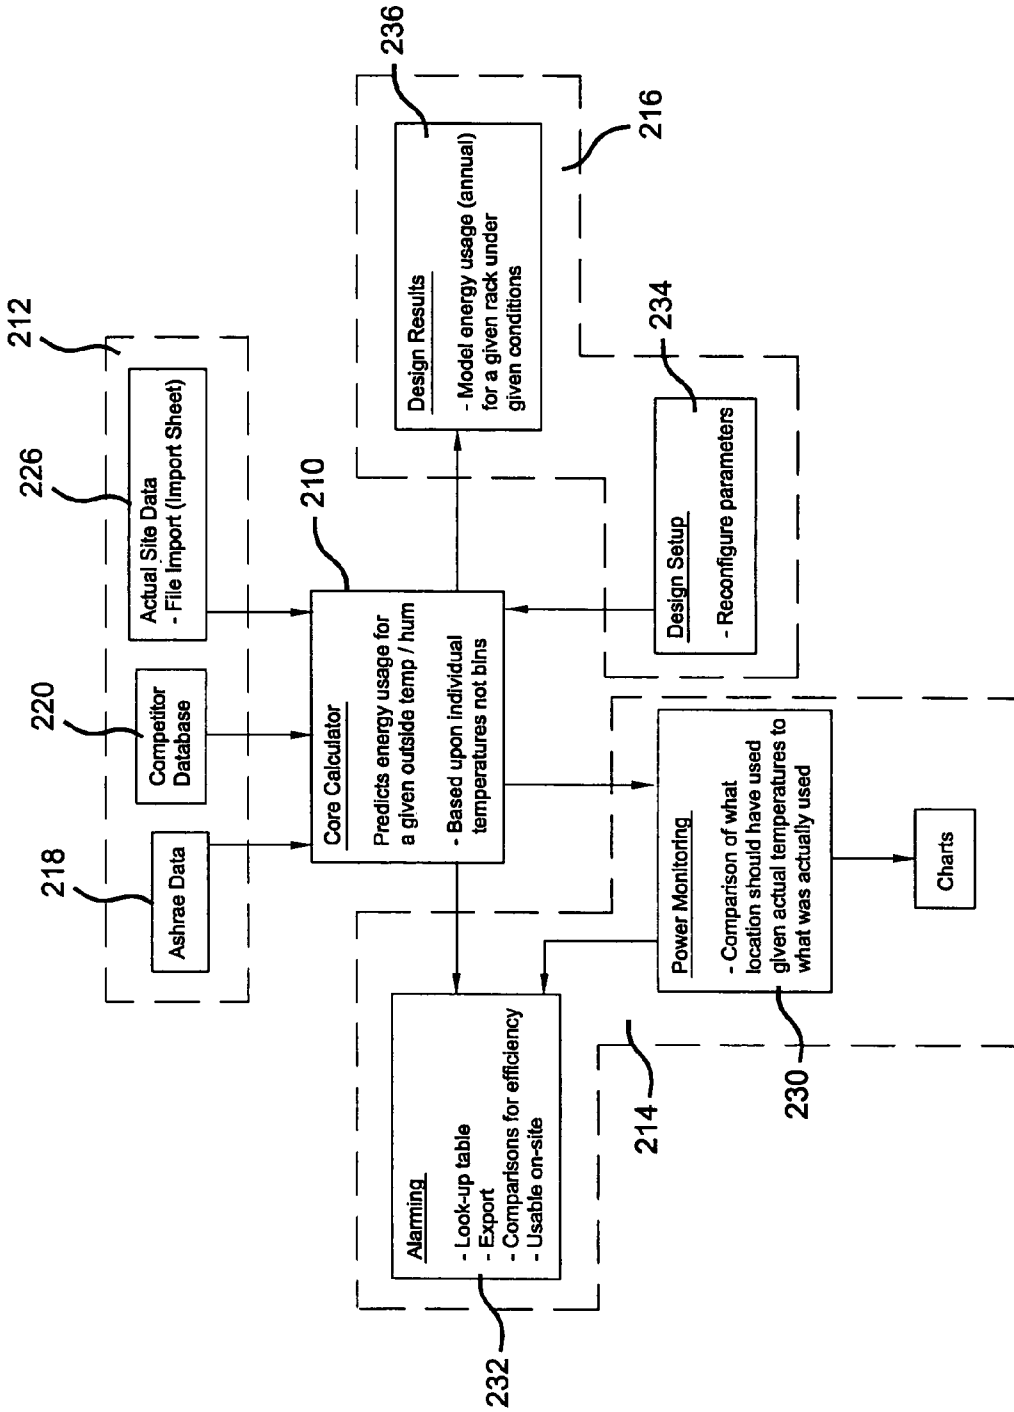 212
218
Ashrae Data
220
Competitor
Database
226
Actual Site Data
- File Import (Import Sheet)
210
Core Calculator
Predicts energy usage for
a given outside temp / hum
- Based upon individual
temperatures not bins
232
Alarming
- Look-up table
- Export
- Comparisons for efficiency
- Usable on-site
236
Design Results
- Model energy usage (annual)
for a given rack under
given conditions
216
214
230
Power Monitoring
- Comparison of what
location should have used
given actual temperatures to
what was actually used
234
Design Setup
- Reconfigure parameters
Charts